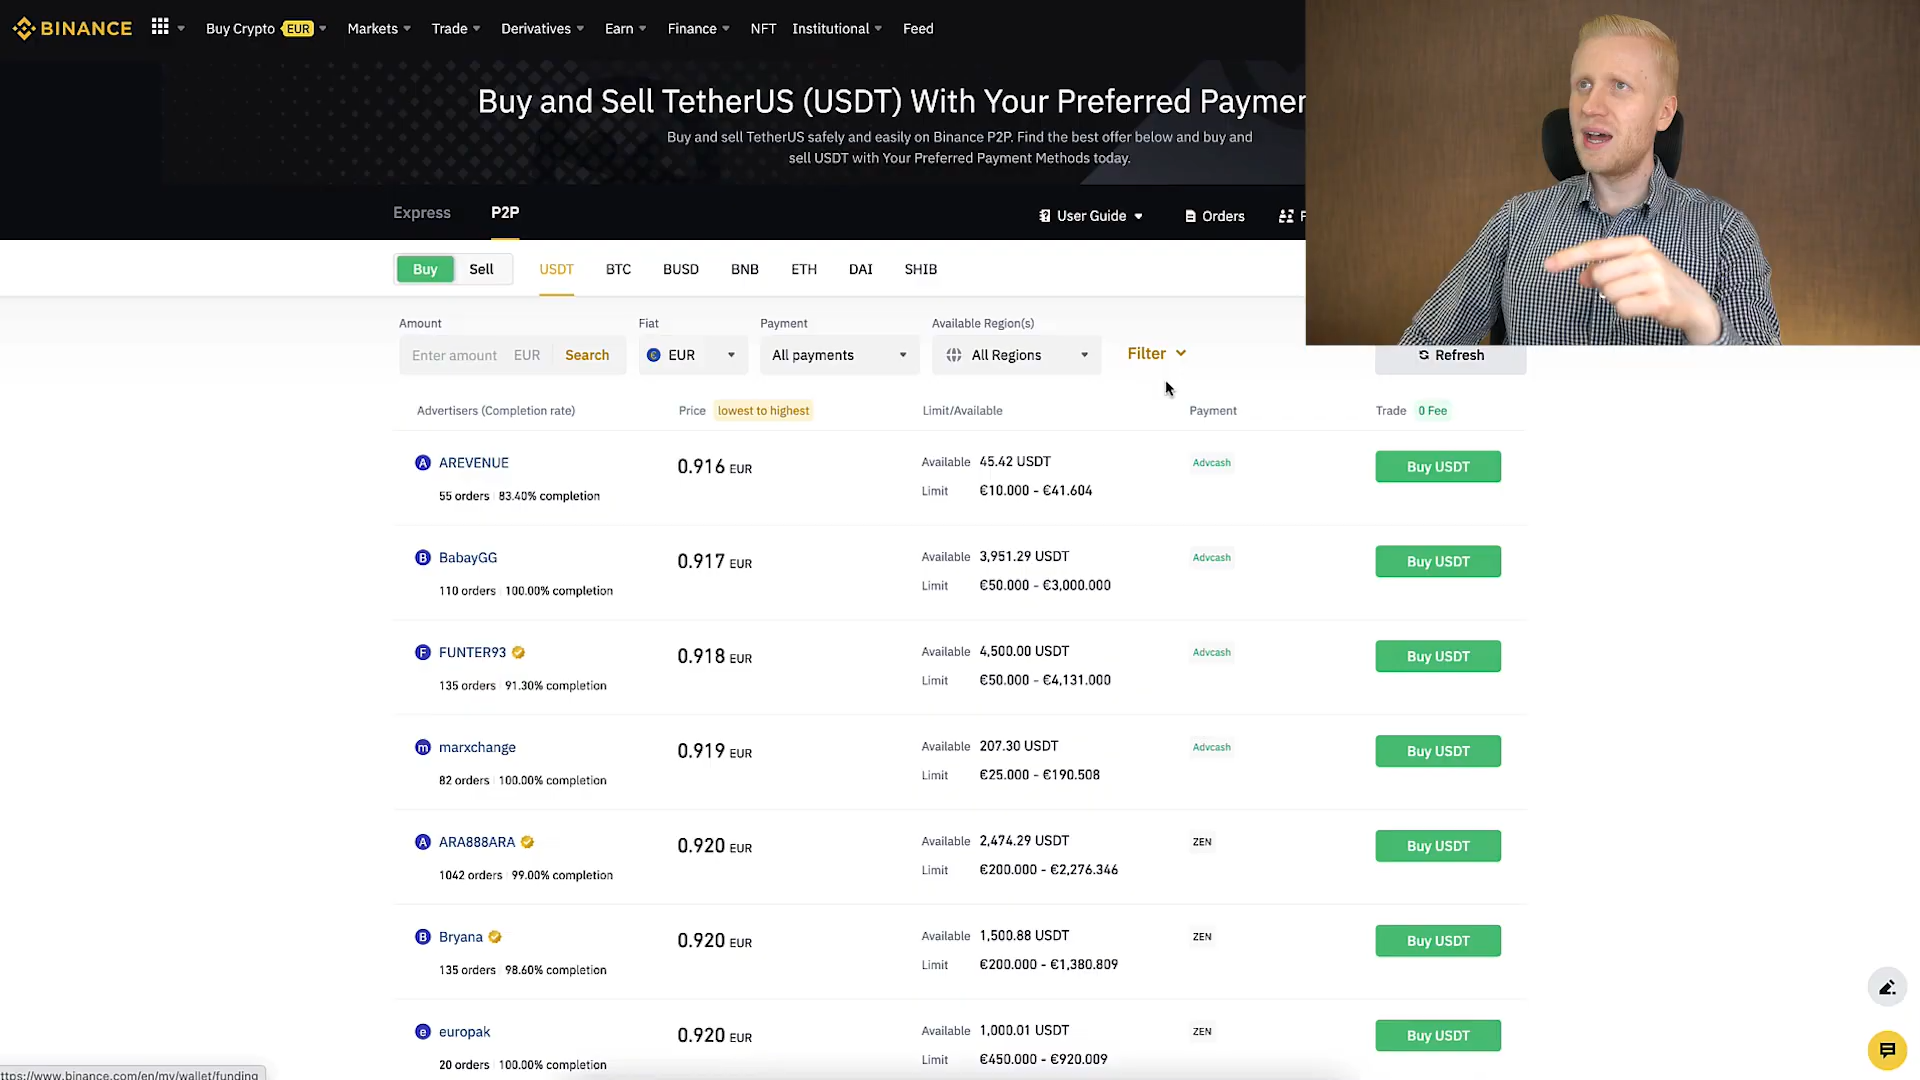 BINANCE
Buy Crypto EUR Markets Trade Derivatives Earn Finance NFT Institutional Feed
Buy and Sell TetherUS (USDT) With Your Preferred
Buy and sell TetherUS safely and easily on Binance P2P. Find the best offer below and buy and
sell USDT with Your Preferred Payment Methods today.
Express P2P User Guide Orders
Buy Sell USDT BTC BUSD BNB ETH DAI SHIB
Amount Fiat Payment Available Region(s)
Enter amount EUR Search EUR All payments All Regions Filter Refresh
Advertisers (Completion rate) Price lowest to highest Limit/Available Payment Trade 0 Fee
A AREVENUE 0.916 EUR Available 45.42 USDT Advcash Buy USDT
55 orders 83.40% completion Limit €10.000 - €41.604
B BabayGG 0.917 EUR Available 3,951.29 USDT Advcash Buy USDT
110 orders 100.00% completion Limit €50.000 - €3,000.000
F FUNTER93 0.918 EUR Available 4,500.00 USDT Advcash Buy USDT
135 orders 91.30% completion Limit €50.000 - €4,131.000
m marxchange 0.919 EUR Available 207.30 USDT Advcash Buy USDT
82 orders 100.00% completion Limit €25.000 - €190.508
A ARA888ARA 0.920 EUR Available 2,474.29 USDT ZEN Buy USDT
1042 orders 99.00% completion Limit €200.000 - €2,276.346
B Bryana 0.920 EUR Available 1,500.88 USDT ZEN Buy USDT
135 orders 98.60% completion Limit €200.000 - €1,380.809
e europak 0.920 EUR Available 1,000.01 USDT ZEN Buy USDT
20 orders 100.00% completion Limit €450.000 - €920.009
ttps://www.binance.com/en/my/wallet/funding